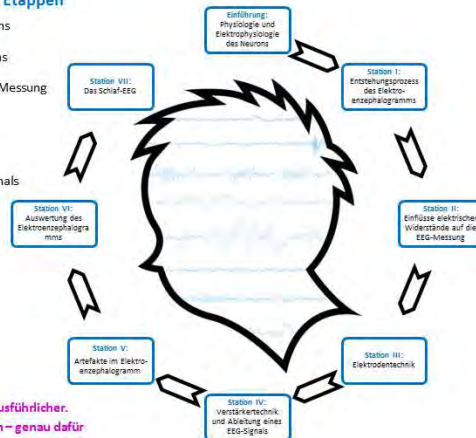 Etappen
ns
ns
Messung
nals
usführlicher.
n – genau dafür
Einführung:
Physiologie und
Elektrophysiologie
des Neurons
Station I:
Entstehungsprozess
des Elektro-
enzephalogramms
Station II:
Einflüsse elektrischer
Widerstände auf die
EEG-Messung
Station III:
Elektrodentechnik
Station IV:
Verstärkertechnik
und Ableitung eines
EEG-Signals
Station V:
Artefakte im Elektro-
enzephalogramm
Station VI:
Auswertung des
Elektroenzephalogra
mms
Station VII:
Das Schlaf-EEG